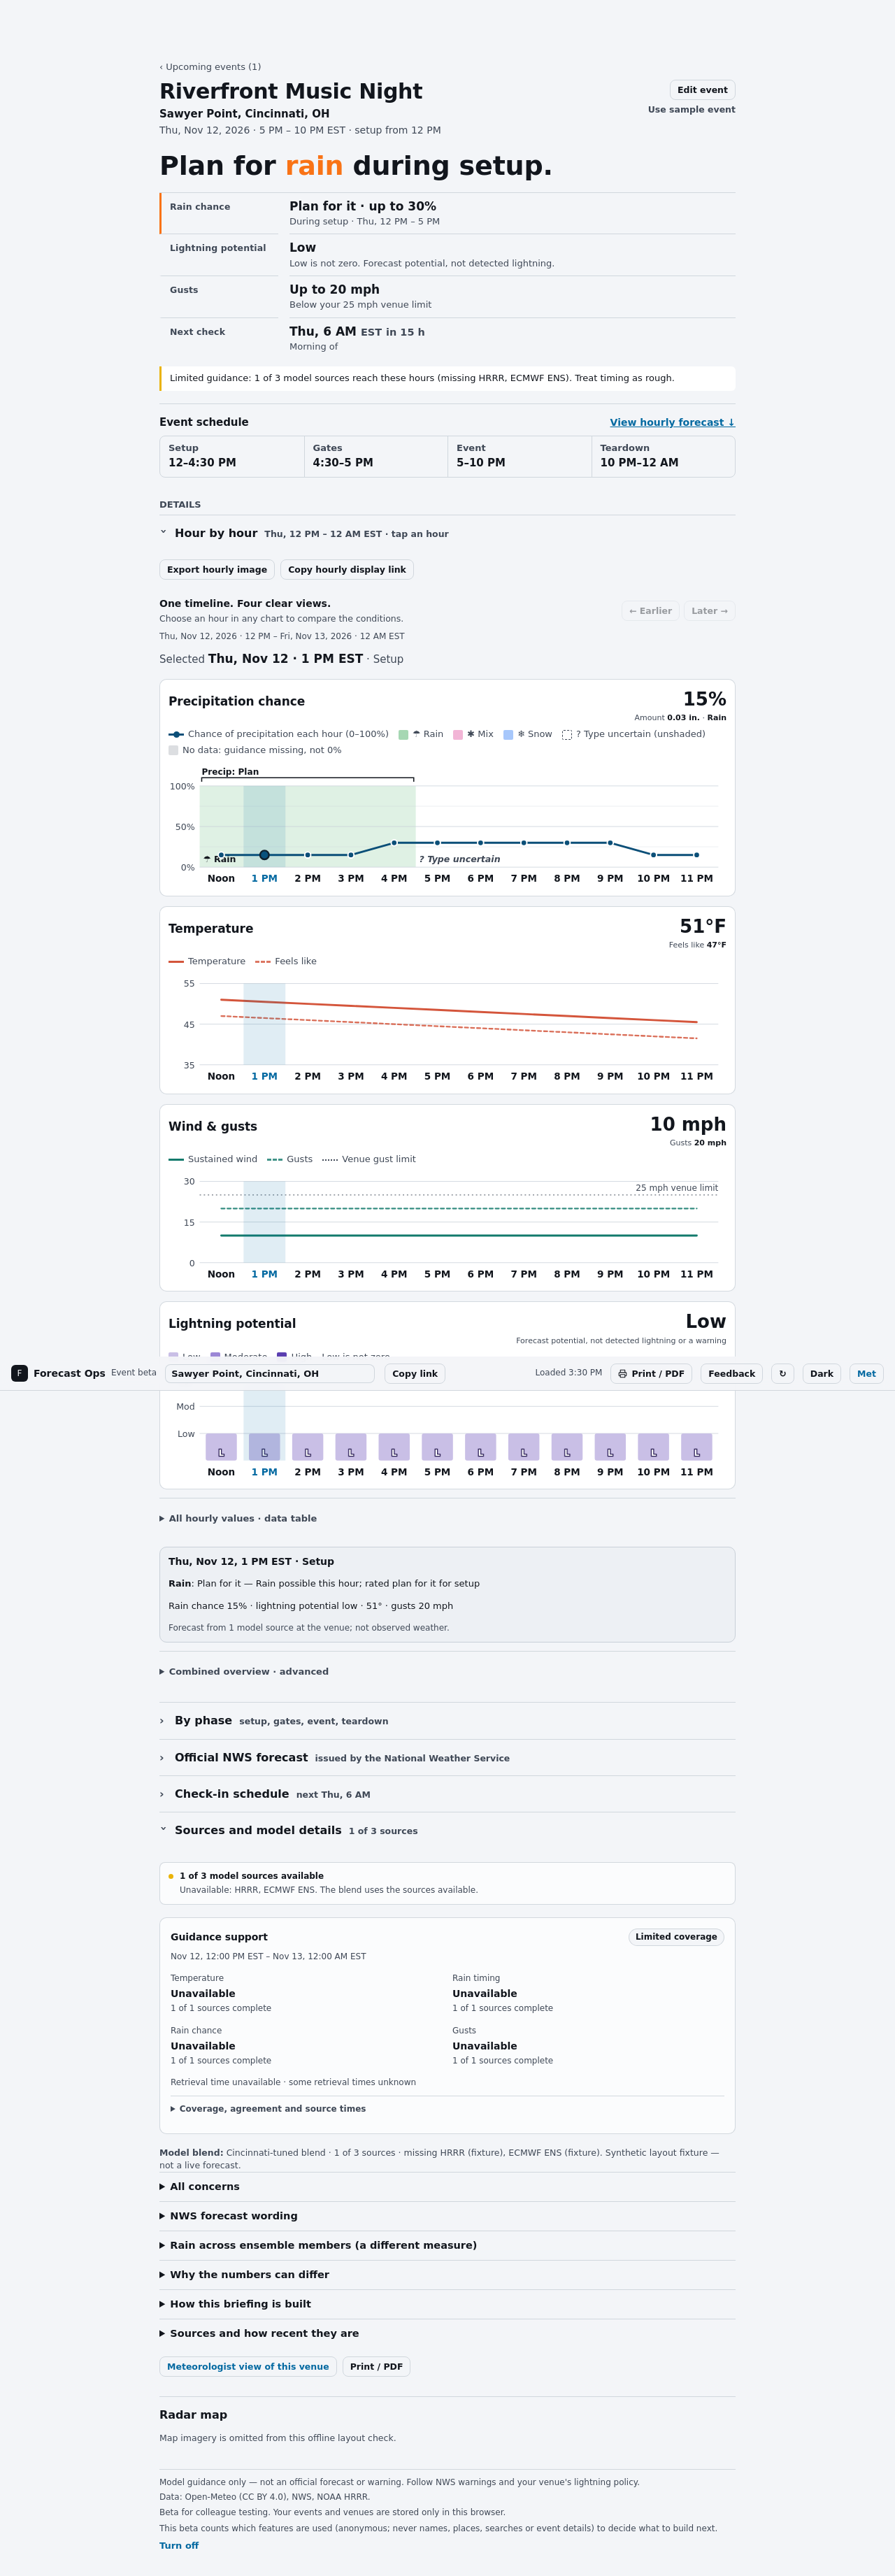 ‹ Upcoming events (1)
Riverfront Music Night
Edit event
Sawyer Point, Cincinnati, OH
Use sample event
Thu, Nov 12, 2026 · 5 PM – 10 PM EST · setup from 12 PM
Plan for rain during setup.
Rain chance
Plan for it · up to 30%
During setup · Thu, 12 PM – 5 PM
Lightning potential
Low
Low is not zero. Forecast potential, not detected lightning.
Gusts
Up to 20 mph
Below your 25 mph venue limit
Next check
Thu, 6 AM EST in 15 h
Morning of
Limited guidance: 1 of 3 model sources reach these hours (missing HRRR, ECMWF ENS). Treat timing as rough.
Event schedule
View hourly forecast ↓
Setup
12–4:30 PM
Gates
4:30–5 PM
Event
5–10 PM
Teardown
10 PM–12 AM
DETAILS
Hour by hour Thu, 12 PM – 12 AM EST · tap an hour
Export hourly image
Copy hourly display link
One timeline. Four clear views.
← Earlier
Later →
Choose an hour in any chart to compare the conditions.
Thu, Nov 12, 2026 · 12 PM – Fri, Nov 13, 2026 · 12 AM EST
Selected Thu, Nov 12 · 1 PM EST · Setup
Precipitation chance
15%
Amount 0.03 in. · Rain
Chance of precipitation each hour (0–100%) ☂ Rain ✱ Mix ❄ Snow ? Type uncertain (unshaded)
No data: guidance missing, not 0%
Precip: Plan
100%
50%
0%
☂ Rain
? Type uncertain
Noon 1 PM 2 PM 3 PM 4 PM 5 PM 6 PM 7 PM 8 PM 9 PM 10 PM 11 PM
Temperature
51°F
Feels like 47°F
Temperature Feels like
55
45
35
Noon 1 PM 2 PM 3 PM 4 PM 5 PM 6 PM 7 PM 8 PM 9 PM 10 PM 11 PM
Wind & gusts
10 mph
Gusts 20 mph
Sustained wind Gusts Venue gust limit
30
25 mph venue limit
15
0
Noon 1 PM 2 PM 3 PM 4 PM 5 PM 6 PM 7 PM 8 PM 9 PM 10 PM 11 PM
Lightning potential
Low
Forecast potential, not detected lightning or a warning
Low Moderate High Low is not zero
F Forecast Ops Event beta Sawyer Point, Cincinnati, OH Copy link Loaded 3:30 PM Print / PDF Feedback ↻ Dark Met
Mod
Low
L L L L L L L L L L L L
Noon 1 PM 2 PM 3 PM 4 PM 5 PM 6 PM 7 PM 8 PM 9 PM 10 PM 11 PM
All hourly values · data table
Thu, Nov 12, 1 PM EST · Setup
Rain: Plan for it — Rain possible this hour; rated plan for it for setup
Rain chance 15% · lightning potential low · 51° · gusts 20 mph
Forecast from 1 model source at the venue; not observed weather.
Combined overview · advanced
By phase setup, gates, event, teardown
Official NWS forecast issued by the National Weather Service
Check-in schedule next Thu, 6 AM
Sources and model details 1 of 3 sources
1 of 3 model sources available
Unavailable: HRRR, ECMWF ENS. The blend uses the sources available.
Guidance support
Limited coverage
Nov 12, 12:00 PM EST – Nov 13, 12:00 AM EST
Temperature
Unavailable
1 of 1 sources complete
Rain timing
Unavailable
1 of 1 sources complete
Rain chance
Unavailable
1 of 1 sources complete
Gusts
Unavailable
1 of 1 sources complete
Retrieval time unavailable · some retrieval times unknown
Coverage, agreement and source times
Model blend: Cincinnati-tuned blend · 1 of 3 sources · missing HRRR (fixture), ECMWF ENS (fixture). Synthetic layout fixture —
not a live forecast.
All concerns
NWS forecast wording
Rain across ensemble members (a different measure)
Why the numbers can differ
How this briefing is built
Sources and how recent they are
Meteorologist view of this venue
Print / PDF
Radar map
Map imagery is omitted from this offline layout check.
Model guidance only — not an official forecast or warning. Follow NWS warnings and your venue's lightning policy.
Data: Open-Meteo (CC BY 4.0), NWS, NOAA HRRR.
Beta for colleague testing. Your events and venues are stored only in this browser.
This beta counts which features are used (anonymous; never names, places, searches or event details) to decide what to build next.
Turn off